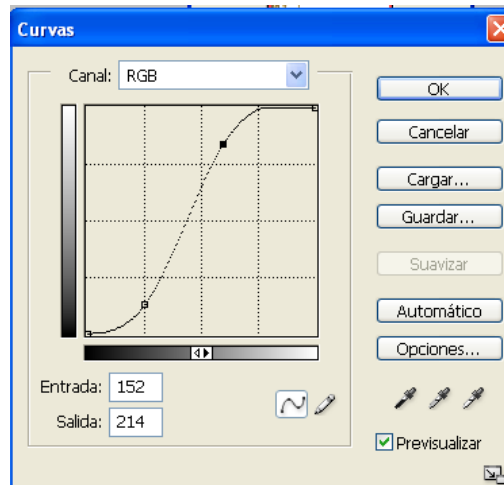 Curvas
Canal: RGB
OK
Cancelar
Cargar...
Guardar...
Suavizar
Automático
Opciones...
Entrada: 152
Salida: 214
Previsualizar